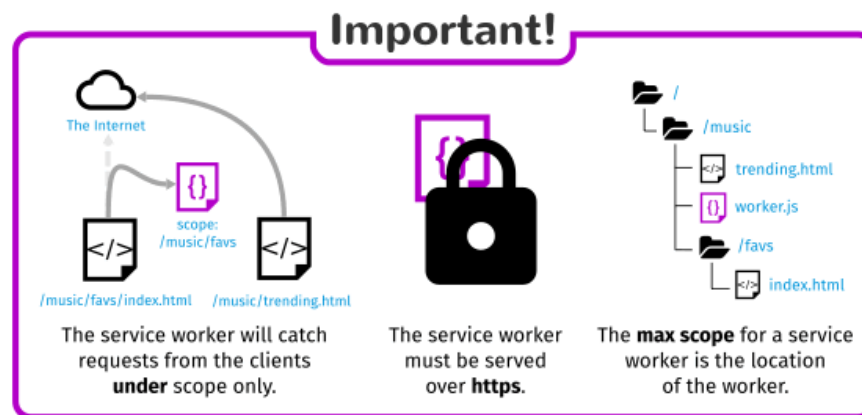 Important!
The Internet
{}
scope:
/music/favs
</>
</>
/music/favs/index.html
/music/trending.html
The service worker will catch
requests from the clients
under scope only.
{}
The service worker
must be served
over https.
/
/music
</> trending.html
{} worker.js
/favs
</> index.html
The max scope for a service
worker is the location
of the worker.